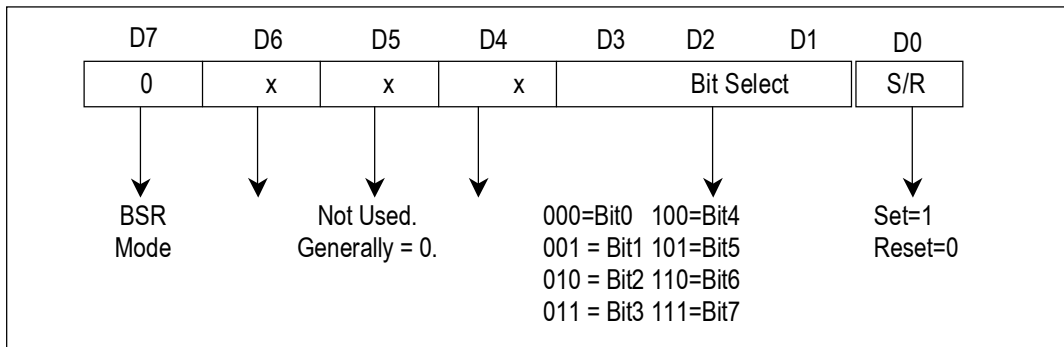 D7 D6 D5 D4 D3 D2 D1 D0
0 x x x Bit Select S/R
BSR Not Used. 000=Bit0 100=Bit4 Set=1
Mode Generally = 0. 001 = Bit1 101=Bit5 Reset=0
010 = Bit2 110=Bit6
011 = Bit3 111=Bit7